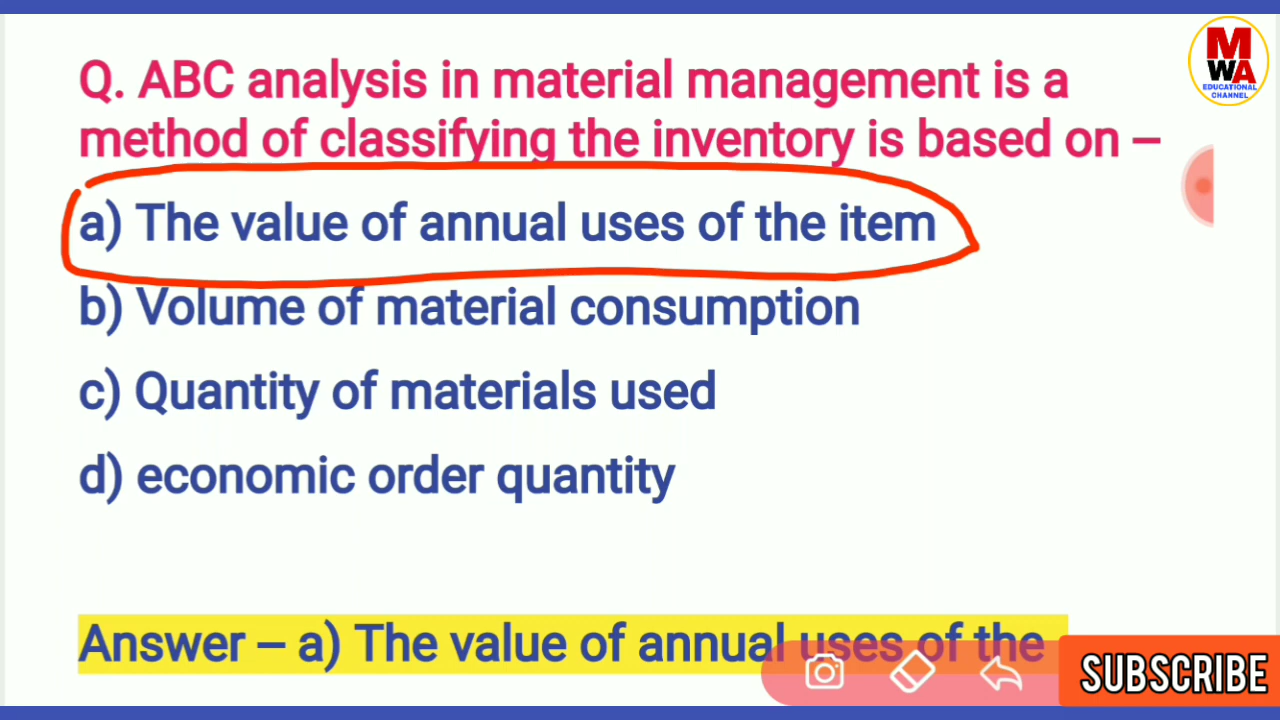 M
WA
EDUCATIONAL
CHANNEL
Q. ABC analysis in material management is a
method of classifying the inventory is based on –
a) The value of annual uses of the item
b) Volume of material consumption
c) Quantity of materials used
d) economic order quantity
Answer – a) The value of annual uses of the
SUBSCRIBE